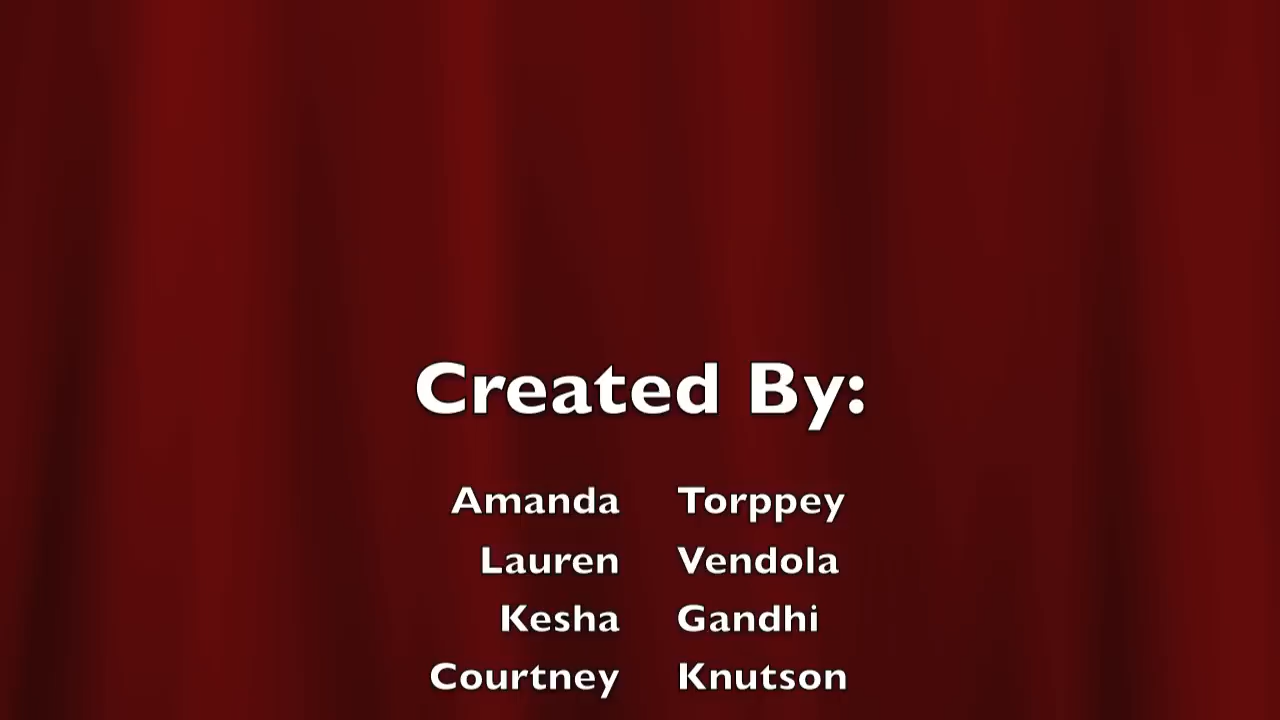 Created By:
Amanda Torppey
Lauren Vendola
Kesha Gandhi
Courtney Knutson